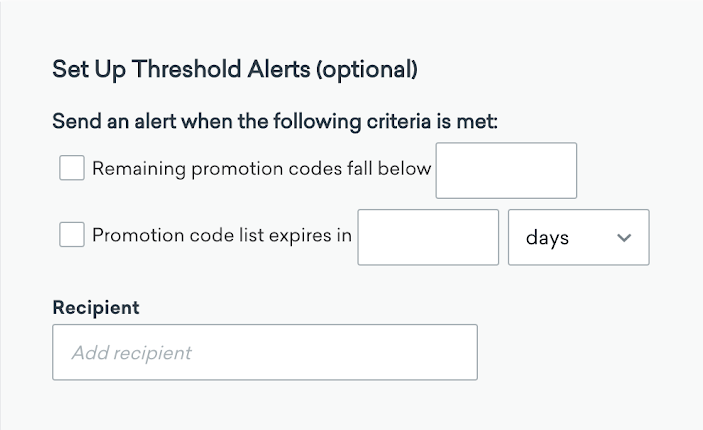 Set Up Threshold Alerts (optional)
Send an alert when the following criteria is met:
Remaining promotion codes fall below
Promotion code list expires in
days
Recipient
Add recipient